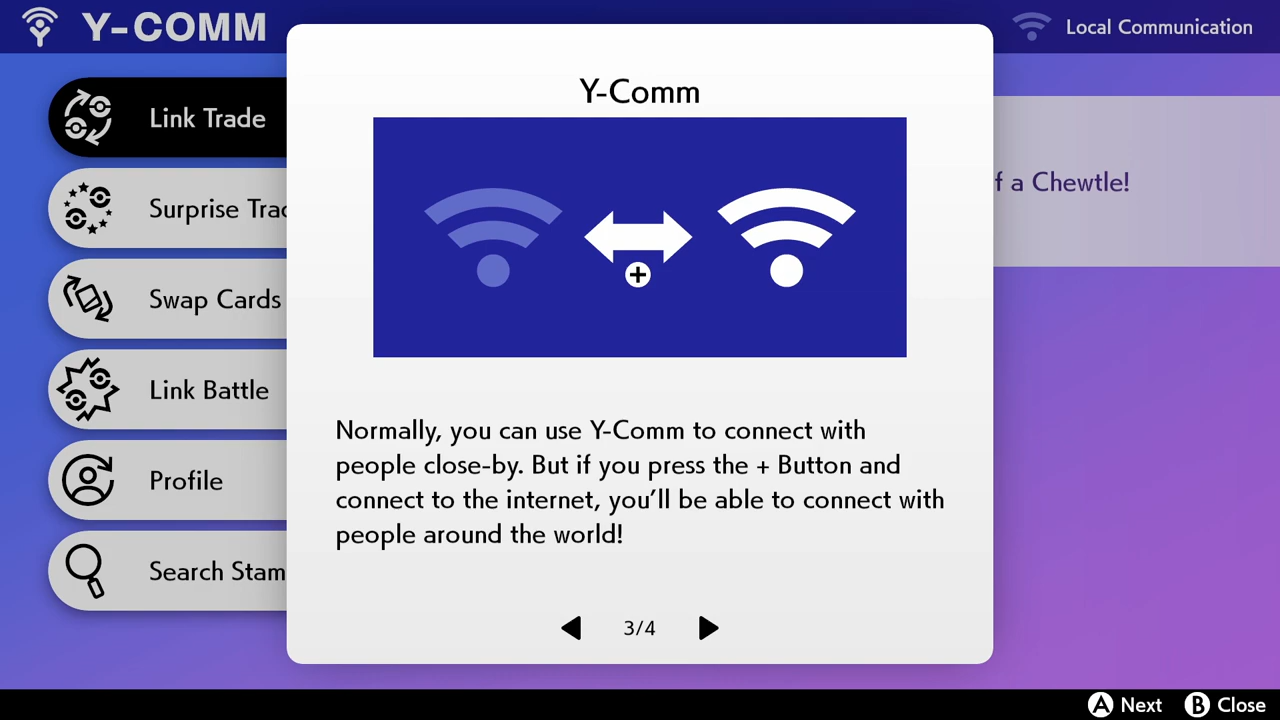 Y-COMM
Local Communication
Link Trade
Surprise Trad
Swap Cards
Link Battle
Profile
Search Stam
f a Chewtle!
Y-Comm
Normally, you can use Y-Comm to connect with
people close-by. But if you press the + Button and
connect to the internet, you'll be able to connect with
people around the world!
3/4
A Next
B Close